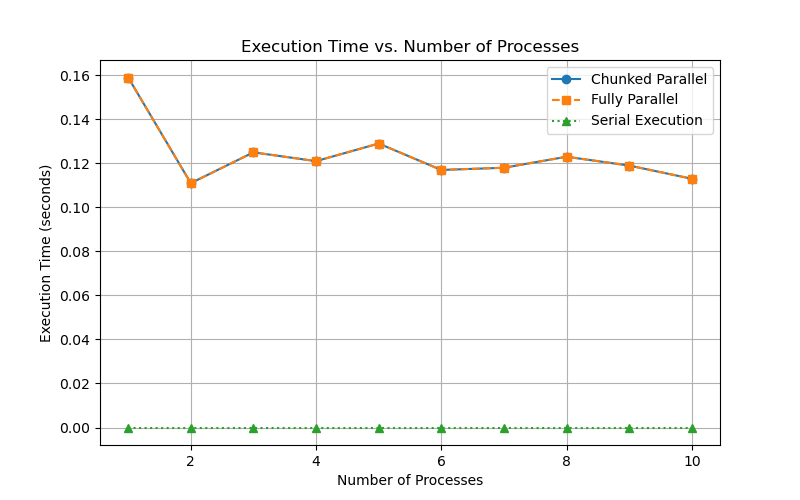 Execution Time vs. Number of Processes
Chunked Parallel
Fully Parallel
Serial Execution
Execution Time (seconds)
0.16
0.14
0.12
0.10
0.08
0.06
0.04
0.02
0.00
2 4 6 8 10
Number of Processes